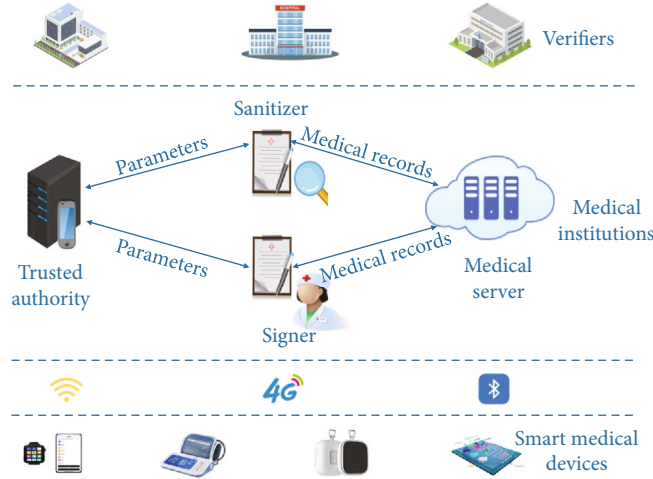 HOSPITAL
Verifiers
Sanitizer
Parameters
Medical records
Trusted
authority
Parameters
Medical records
Medical
server
Medical
institutions
Signer
4G
Smart medical
devices